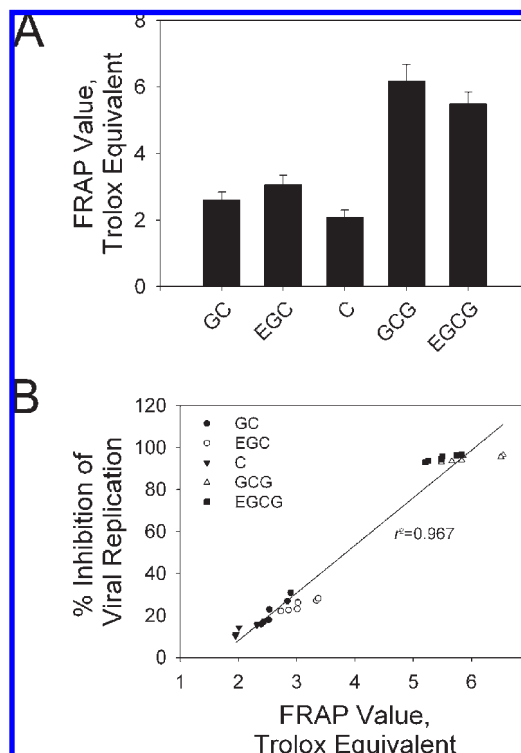 A
FRAP Value,
Trolox Equivalent
8
6
4
2
0
GC
EGC
C
GCG
EGCG
B
% Inhibition of
Viral Replication
120
100
80
60
40
20
0
GC
EGC
C
GCG
EGCG
r²=0.967
1 2 3 4 5 6
FRAP Value,
Trolox Equivalent